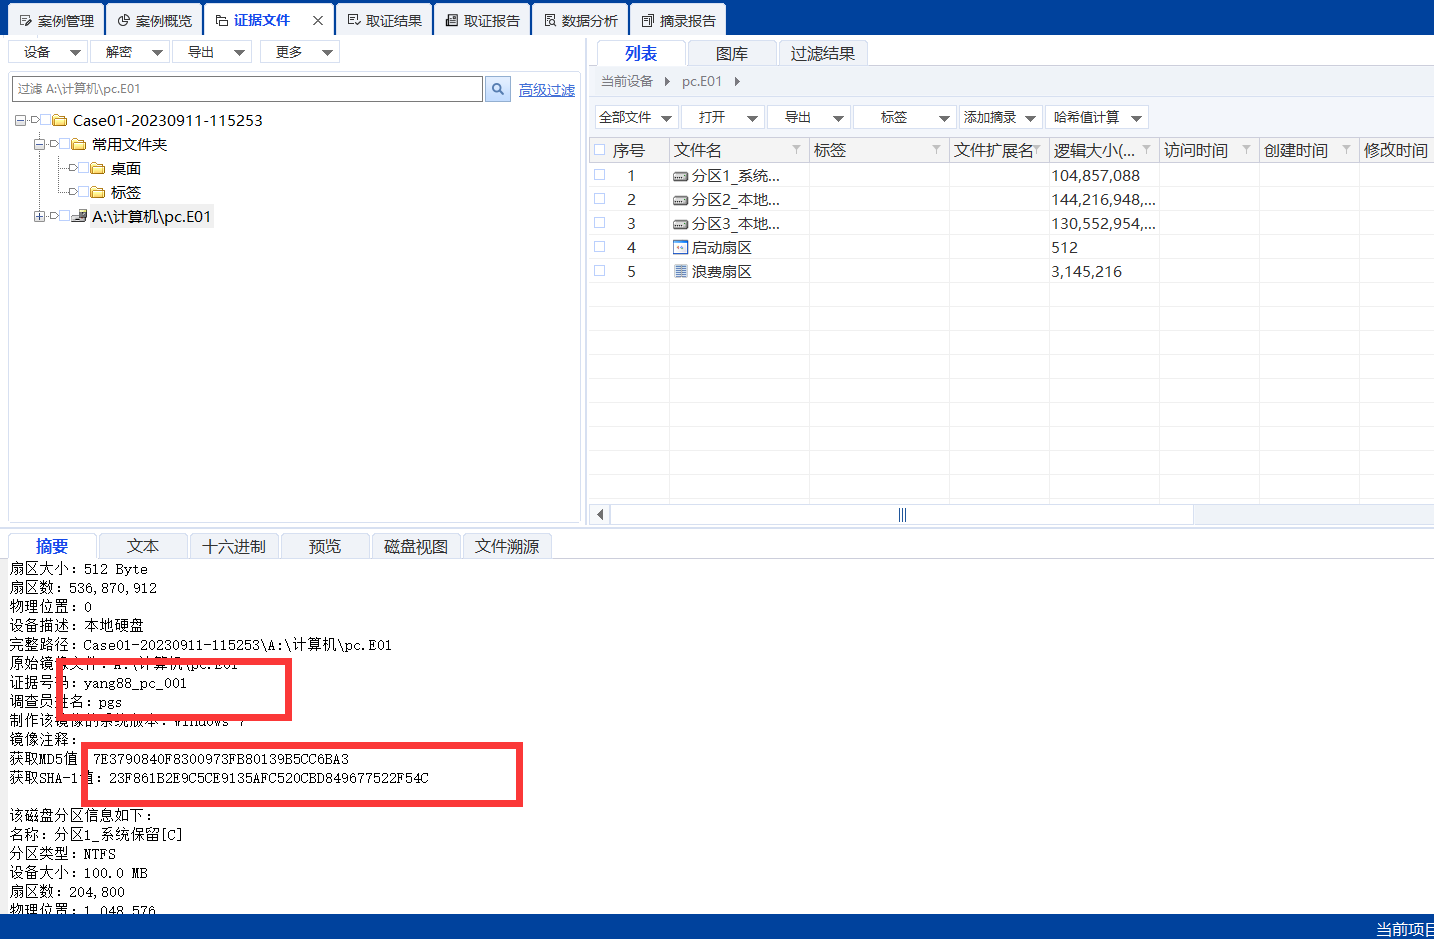 案例管理 案例概览 证据文件 取证结果 取证报告 数据分析 摘录报告
设备 解密 导出 更多
过滤 A:\计算机\pc.E01 高级过滤
Case01-20230911-115253
常用文件夹
桌面
标签
A:\计算机\pc.E01
列表 图库 过滤结果
当前设备 pc.E01
全部文件 打开 导出 标签 添加摘录 哈希值计算
序号 文件名 标签 文件扩展名 逻辑大小(... 访问时间 创建时间 修改时间
1 分区1_系统... 104,857,088
2 分区2_本地... 144,216,948,...
3 分区3_本地... 130,552,954,...
4 启动扇区 512
5 浪费扇区 3,145,216
摘要 文本 十六进制 预览 磁盘视图 文件溯源
扇区大小: 512 Byte
扇区数: 536,870,912
物理位置: 0
设备描述: 本地硬盘
完整路径: Case01-20230911-115253\A:\计算机\pc.E01
原始镜像文件: A:\计算机\pc.E01
证据号码: yang88_pc_001
调查员姓名: pgs
制作该镜像的系统版本: Windows 7
镜像注释:
获取MD5值: 7E3790840F8300973FB80139B5CC6BA3
获取SHA-1值: 23F861B2E9C5CE9135AFC520CBD849677522F54C
该磁盘分区信息如下:
名称: 分区1_系统保留[C]
分区类型: NTFS
设备大小: 100.0 MB
扇区数: 204,800
物理位置: 1,048,576
当前项目